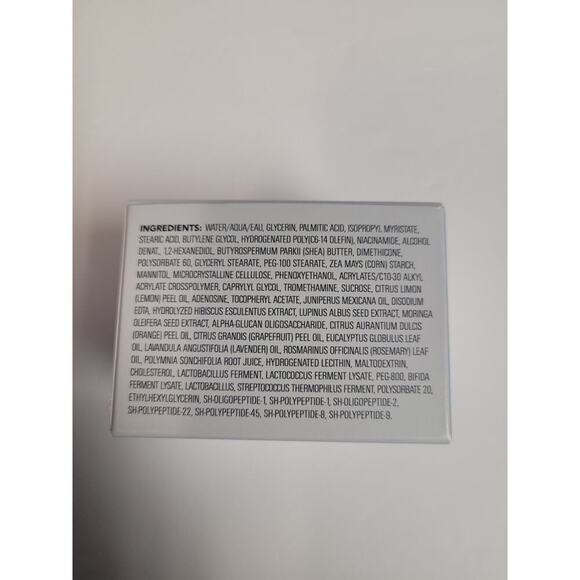 INGREDIENTS: WATER/AQUA/EAU, GLYCERIN, PALMITIC ACID, ISOPROPYL MYRISTATE,
STEARIC ACID, BUTYLENE GLYCOL, HYDROGENATED POLY(C6-14 OLEFIN), NIACINAMIDE, ALCOHOL
DENAT., 1,2-HEXANEDIOL, BUTYROSPERMUM PARKII (SHEA) BUTTER, DIMETHICONE,
POLYSORBATE 60, GLYCERYL STEARATE, PEG-100 STEARATE, ZEA MAYS (CORN) STARCH,
MANNITOL, MICROCRYSTALLINE CELLULOSE, PHENOXYETHANOL, ACRYLATES/C10-30 ALKYL
ACRYLATE CROSSPOLYMER, CAPRYLYL GLYCOL, TROMETHAMINE, SUCROSE, CITRUS LIMON
(LEMON) PEEL OIL, ADENOSINE, TOCOPHERYL ACETATE, JUNIPERUS MEXICANA OIL, DISODIUM
EDTA, HYDROLYZED HIBISCUS ESCULENTUS EXTRACT, LUPINUS ALBUS SEED EXTRACT, MORINGA
OLEIFERA SEED EXTRACT, ALPHA-GLUCAN OLIGOSACCHARIDE, CITRUS AURANTIUM DULCIS
(ORANGE) PEEL OIL, CITRUS GRANDIS (GRAPEFRUIT) PEEL OIL, EUCALYPTUS GLOBULUS LEAF
OIL, LAVANDULA ANGUSTIFOLIA (LAVENDER) OIL, ROSMARINUS OFFICINALIS (ROSEMARY) LEAF
OIL, POLYMNIA SONCHIFOLIA ROOT JUICE, HYDROGENATED LECITHIN, MALTODEXTRIN,
CHOLESTEROL, LACTOBACILLUS FERMENT, LACTOCOCCUS FERMENT LYSATE, PEG-800, BIFIDA
FERMENT LYSATE, LACTOBACILLUS, STREPTOCOCCUS THERMOPHILUS FERMENT, POLYSORBATE 20,
ETHYLHEXYLGLYCERIN, SH-OLIGOPEPTIDE-1, SH-POLYPEPTIDE-1, SH-OLIGOPEPTIDE-2,
SH-POLYPEPTIDE-22, SH-POLYPEPTIDE-45, SH-POLYPEPTIDE-8, SH-POLYPEPTIDE-9.